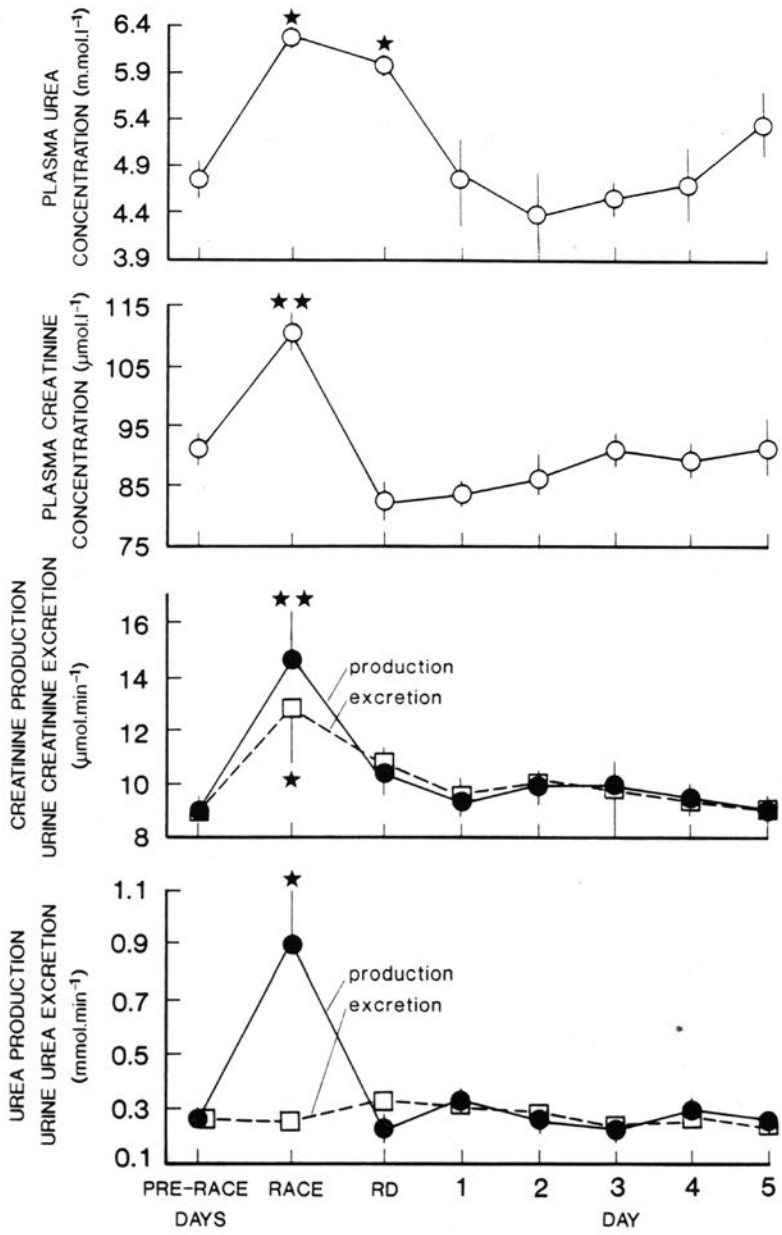 PLASMA UREA
CONCENTRATION (m.mol.l⁻¹)
6.4
5.9
5.4
4.9
4.4
3.9
★
★
PLASMA CREATININE
CONCENTRATION (µmol.l⁻¹)
115
105
95
85
75
★★
CREATININE PRODUCTION
URINE CREATININE EXCRETION
(µmol.min⁻¹)
16
14
12
10
8
★★
production
excretion
★
UREA PRODUCTION
URINE UREA EXCRETION
(mmol.min⁻¹)
1.1
0.9
0.7
0.5
0.3
0.1
★
production
excretion
PRE-RACE RACE RD 1 2 3 4 5
DAYS DAY